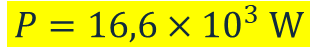 P = 16,6 × 10³ W